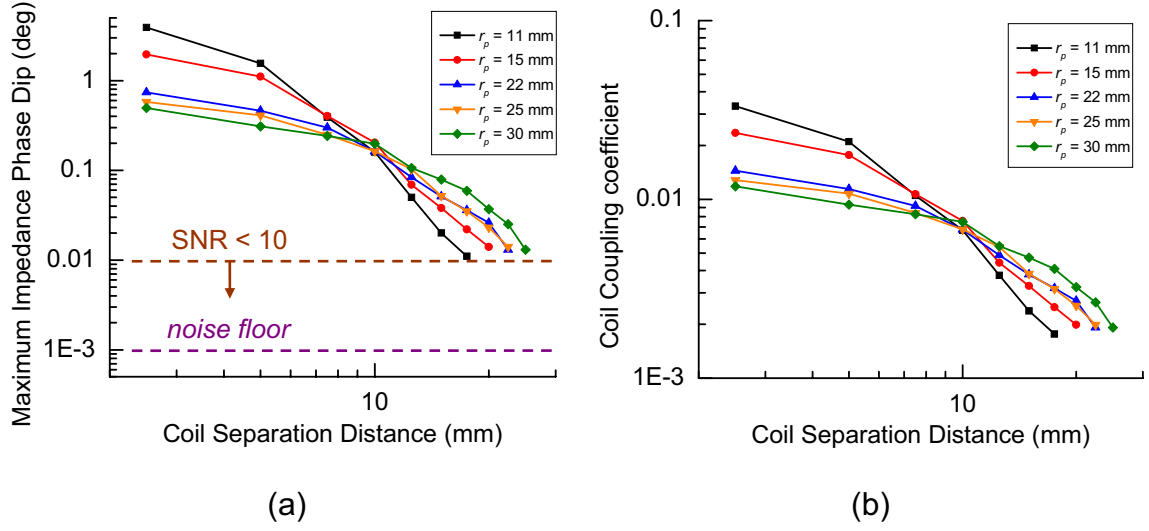 Maximum Impedance Phase Dip (deg)
1
0.1
0.01
1E-3
r_p = 11 mm
r_p = 15 mm
r_p = 22 mm
r_p = 25 mm
r_p = 30 mm
SNR < 10
noise floor
10
Coil Separation Distance (mm)
(a)
Coil Coupling coefficient
0.1
0.01
1E-3
r_p = 11 mm
r_p = 15 mm
r_p = 22 mm
r_p = 25 mm
r_p = 30 mm
10
Coil Separation Distance (mm)
(b)